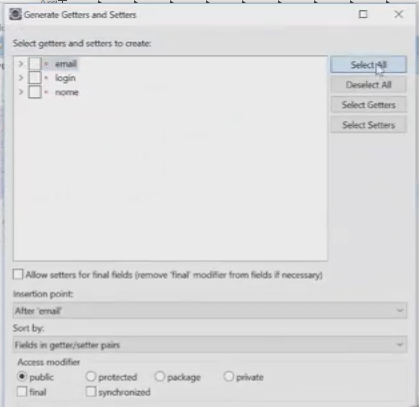 Generate Getters and Setters
Select getters and setters to create:
email
login
nome
Select All
Deselect All
Select Getters
Select Setters
Allow setters for final fields (remove 'final' modifier from fields if necessary)
Insertion point:
After 'email'
Sort by:
Fields in getter/setter pairs
Access modifier
public protected package private
final synchronized